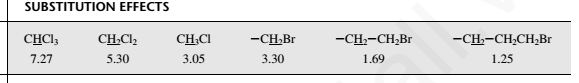 SUBSTITUTION EFFECTS
CHCl₃ CH₂Cl₂ CH₃Cl −CH₂Br −CH₂−CH₂Br −CH₂−CH₂CH₂Br
7.27 5.30 3.05 3.30 1.69 1.25